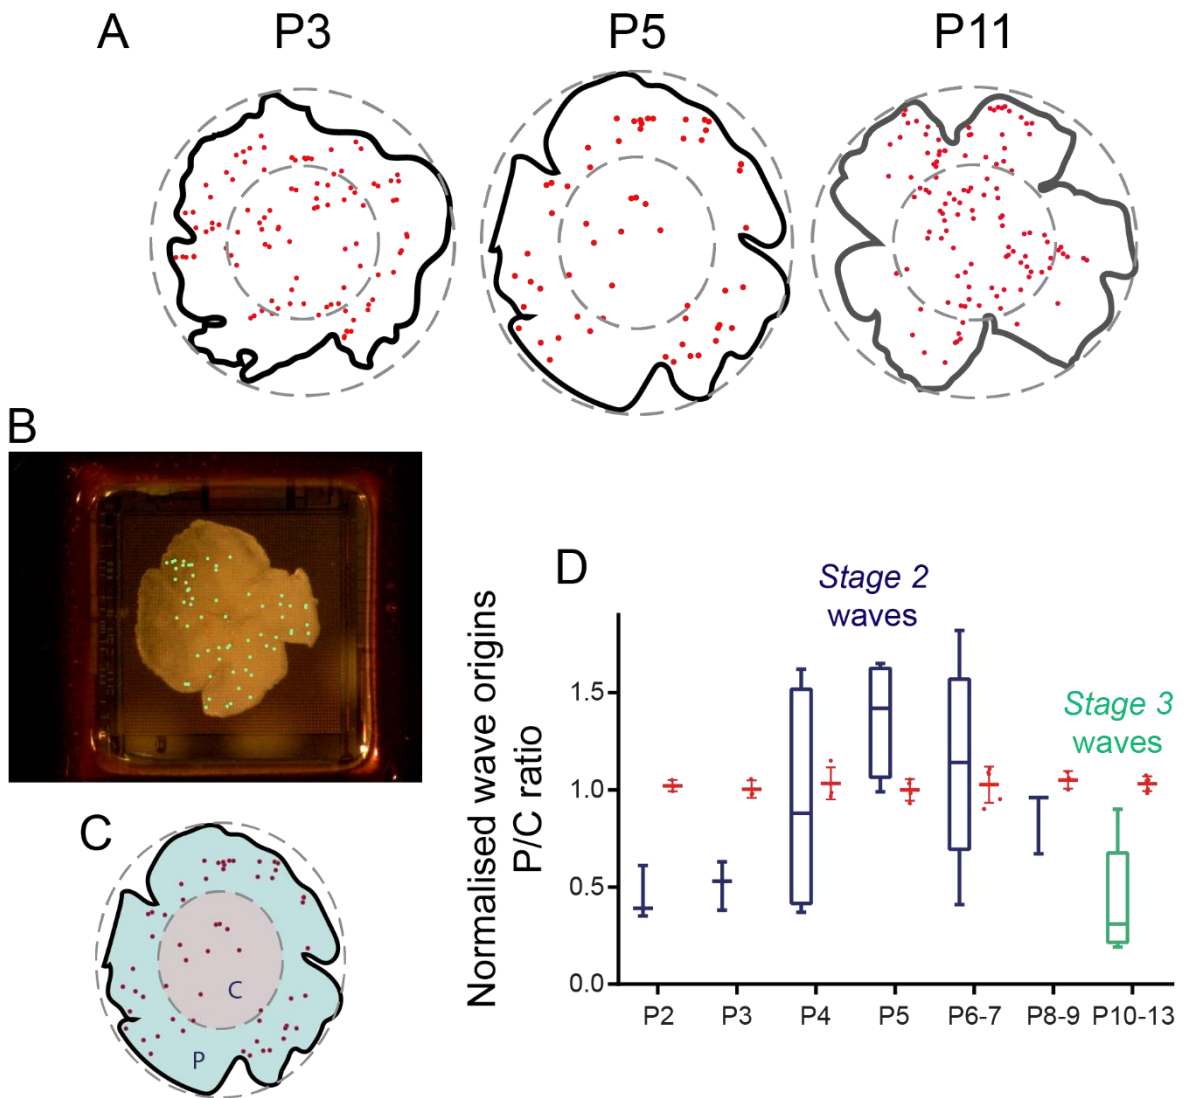 A
P3
P5
P11
B
C
C
P
D
Stage 2
waves
Stage 3
waves
Normalised wave origins
P/C ratio
1.5
1.0
0.5
0.0
P2
P3
P4
P5
P6-7
P8-9
P10-13